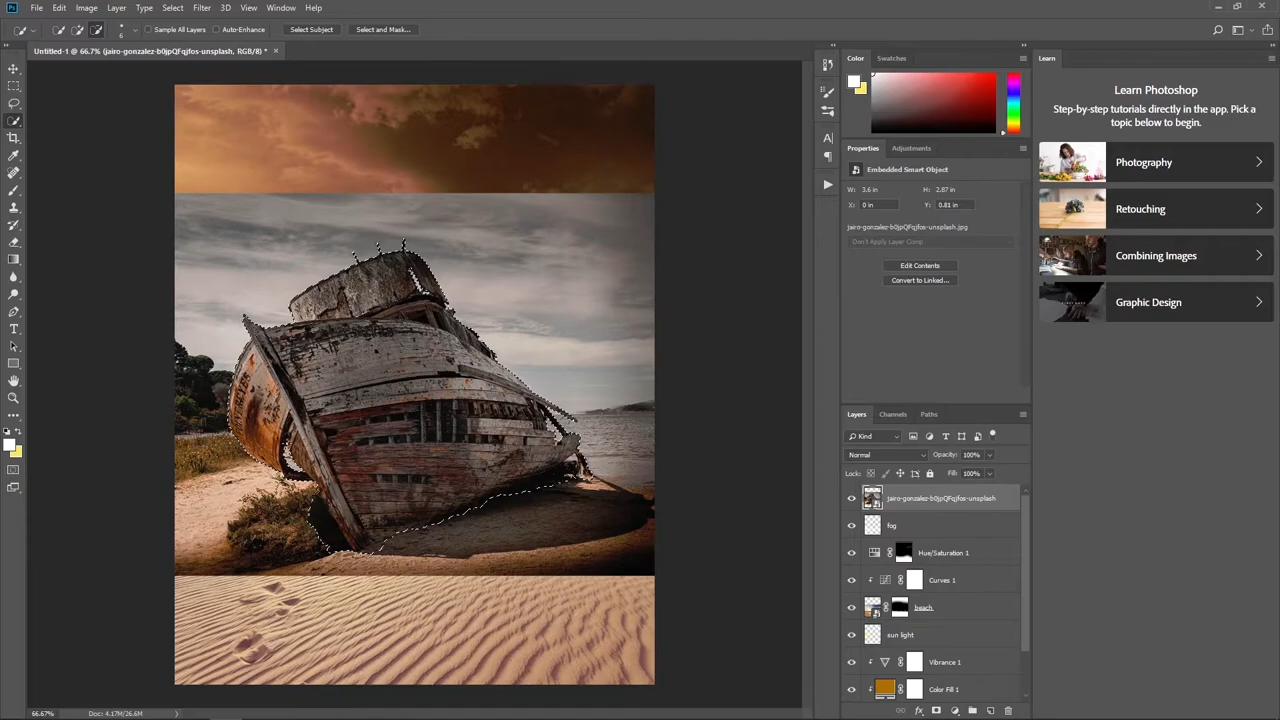 Ps File Edit Image Layer Type Select Filter 3D View Window Help
6 Sample All Layers Auto-Enhance Select Subject Select and Mask...
Untitled-1 @ 66.7% (jairo-gonzalez-b0jpQFqjfos-unsplash, RGB/8) * ×
Color Swatches
Learn
Learn Photoshop
Step-by-step tutorials directly in the app. Pick a
topic below to begin.
Photography
Retouching
Combining Images
Graphic Design
Properties Adjustments
Embedded Smart Object
W: 3.6 in H: 2.87 in
X: 0 in Y: 0.81 in
jairo-gonzalez-b0jpQFqjfos-unsplash.jpg
Don't Apply Layer Comp
Edit Contents
Convert to Linked...
Layers Channels Paths
Kind
Normal Opacity: 100%
Lock: Fill: 100%
jairo-gonzalez-b0jpQFqjfos-unsplash
fog
Hue/Saturation 1
Curves 1
beach
sun light
Vibrance 1
Color Fill 1
66.67% Doc: 4.17M/26.6M